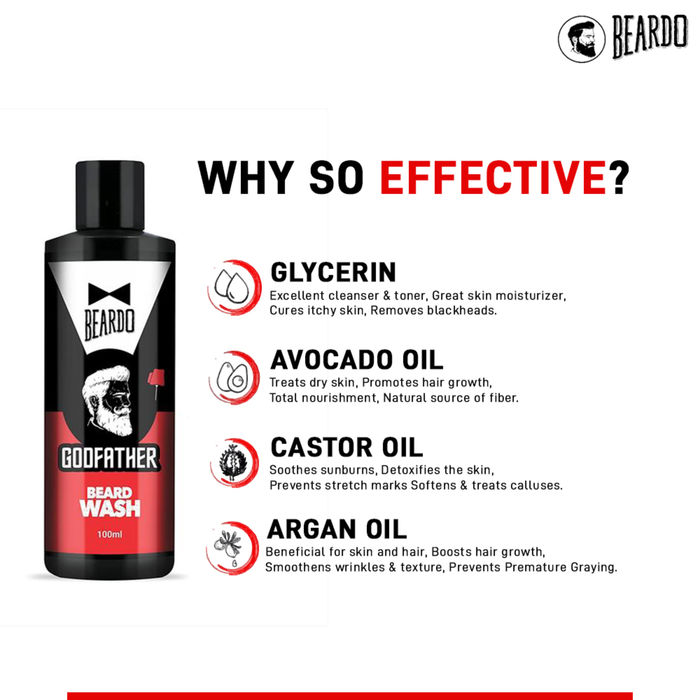 BEARDO
WHY SO EFFECTIVE?
BEARDO
GODFATHER
BEARD
WASH
100ml
GLYCERIN
Excellent cleanser & toner, Great skin moisturizer,
Cures itchy skin, Removes blackheads.
AVOCADO OIL
Treats dry skin, Promotes hair growth,
Total nourishment, Natural source of fiber.
CASTOR OIL
Soothes sunburns, Detoxifies the skin,
Prevents stretch marks Softens & treats calluses.
ARGAN OIL
Beneficial for skin and hair, Boosts hair growth,
Smoothens wrinkles & texture, Prevents Premature Graying.